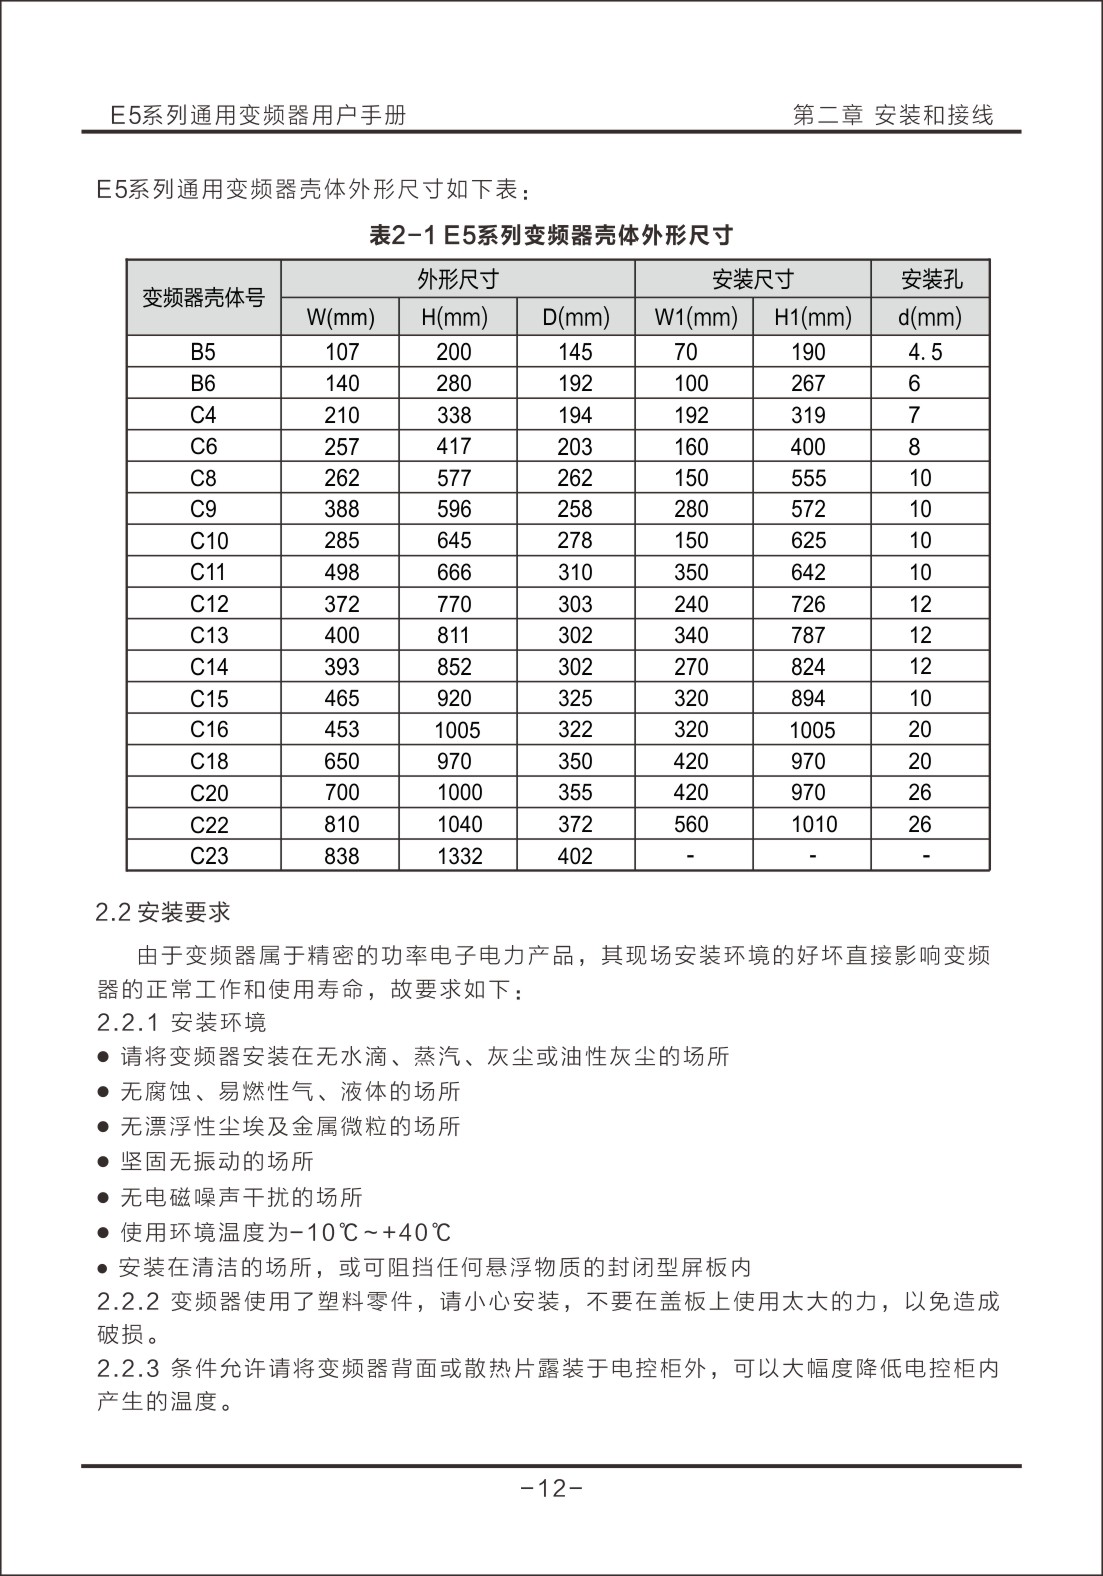 E5系列通用变频器用户手册 第二章 安装和接线
E5系列通用变频器壳体外形尺寸如下表：
表2-1 E5系列变频器壳体外形尺寸
变频器壳体号 外形尺寸 安装尺寸 安装孔
W(mm) H(mm) D(mm) W1(mm) H1(mm) d(mm)
B5 107 200 145 70 190 4.5
B6 140 280 192 100 267 6
C4 210 338 194 192 319 7
C6 257 417 203 160 400 8
C8 262 577 262 150 555 10
C9 388 596 258 280 572 10
C10 285 645 278 150 625 10
C11 498 666 310 350 642 10
C12 372 770 303 240 726 12
C13 400 811 302 340 787 12
C14 393 852 302 270 824 12
C15 465 920 325 320 894 10
C16 453 1005 322 320 1005 20
C18 650 970 350 420 970 20
C20 700 1000 355 420 970 26
C22 810 1040 372 560 1010 26
C23 838 1332 402 - - -
2.2 安装要求
由于变频器属于精密的功率电子电力产品，其现场安装环境的好坏直接影响变频
器的正常工作和使用寿命，故要求如下：
2.2.1 安装环境
● 请将变频器安装在无水滴、蒸汽、灰尘或油性灰尘的场所
● 无腐蚀、易燃性气、液体的场所
● 无漂浮性尘埃及金属微粒的场所
● 坚固无振动的场所
● 无电磁噪声干扰的场所
● 使用环境温度为-10℃~+40℃
● 安装在清洁的场所，或可阻挡任何悬浮物质的封闭型屏板内
2.2.2 变频器使用了塑料零件，请小心安装，不要在盖板上使用太大的力，以免造成
破损。
2.2.3 条件允许请将变频器背面或散热片露装于电控柜外，可以大幅度降低电控柜内
产生的温度。
-12-